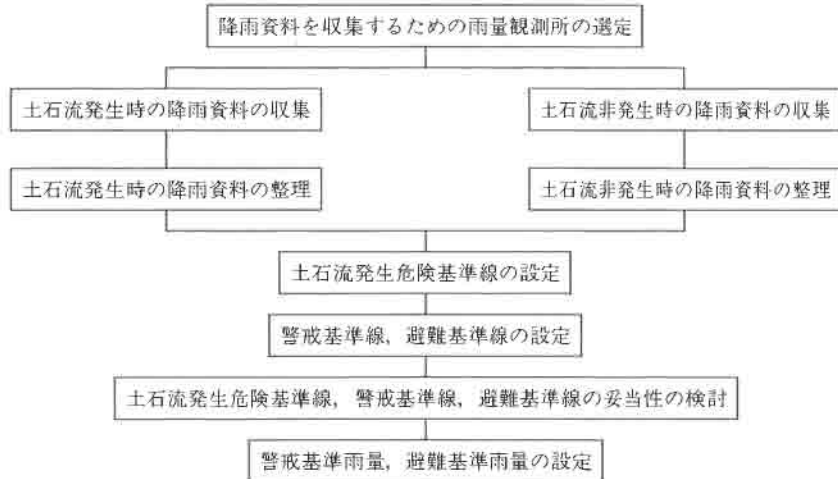 降雨資料を収集するための雨量観測所の選定
土石流発生時の降雨資料の収集
土石流非発生時の降雨資料の収集
土石流発生時の降雨資料の整理
土石流非発生時の降雨資料の整理
土石流発生危険基準線の設定
警戒基準線，避難基準線の設定
土石流発生危険基準線，警戒基準線，避難基準線の妥当性の検討
警戒基準雨量，避難基準雨量の設定